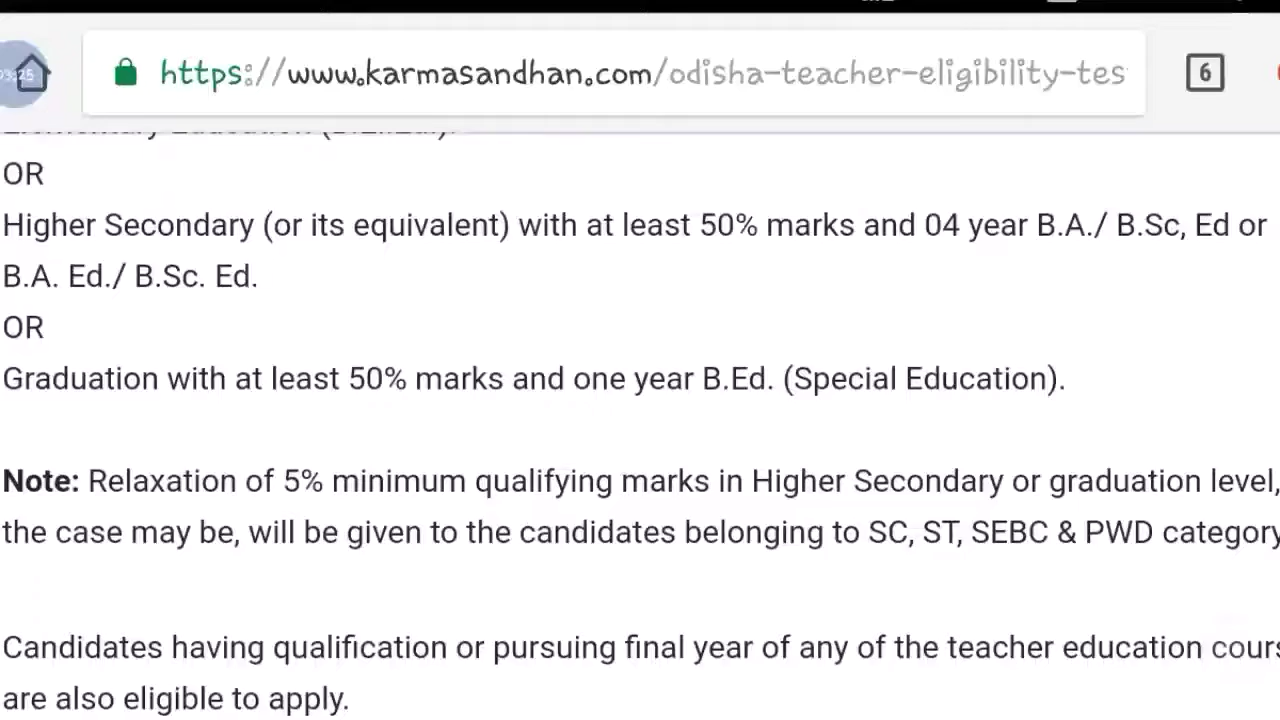 03:25
https://www.karmasandhan.com/odisha-teacher-eligibility-tes
6
OR
Higher Secondary (or its equivalent) with at least 50% marks and 04 year B.A./ B.Sc, Ed or
B.A. Ed./ B.Sc. Ed.
OR
Graduation with at least 50% marks and one year B.Ed. (Special Education).
Note: Relaxation of 5% minimum qualifying marks in Higher Secondary or graduation level,
the case may be, will be given to the candidates belonging to SC, ST, SEBC & PWD category
Candidates having qualification or pursuing final year of any of the teacher education cours
are also eligible to apply.